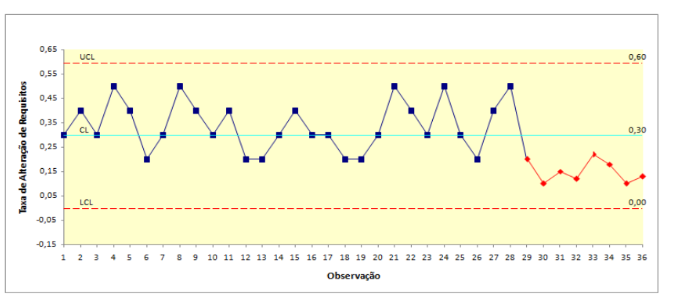 0,65
UCL 0,60
0,55
0,45
0,35
CL 0,30
0,25
0,15
0,05
LCL 0,00
-0,05
-0,15
Taxa de Alteração de Requisitos
1 2 3 4 5 6 7 8 9 10 11 12 13 14 15 16 17 18 19 20 21 22 23 24 25 26 27 28 29 30 31 32 33 34 35 36
Observação